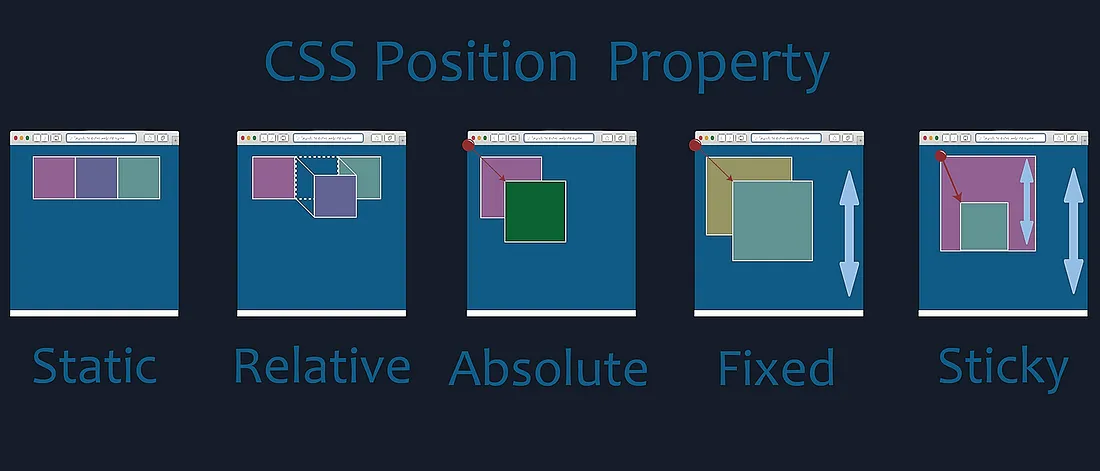 CSS Position Property
Static
Relative
Absolute
Fixed
Sticky